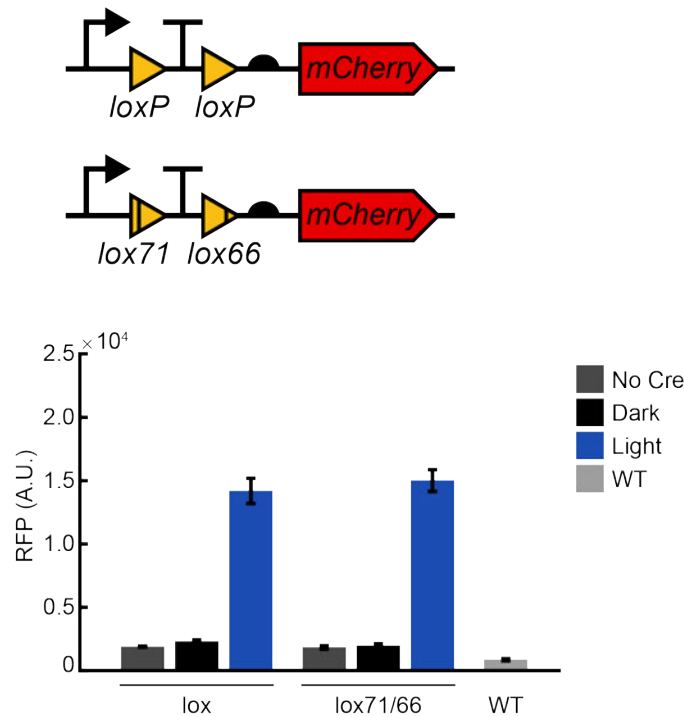 mCherry
loxP loxP
mCherry
lox71 lox66
2.5 × 10⁴
2.0
1.5
1.0
0.5
0
RFP (A.U.)
No Cre
Dark
Light
WT
lox lox71/66 WT